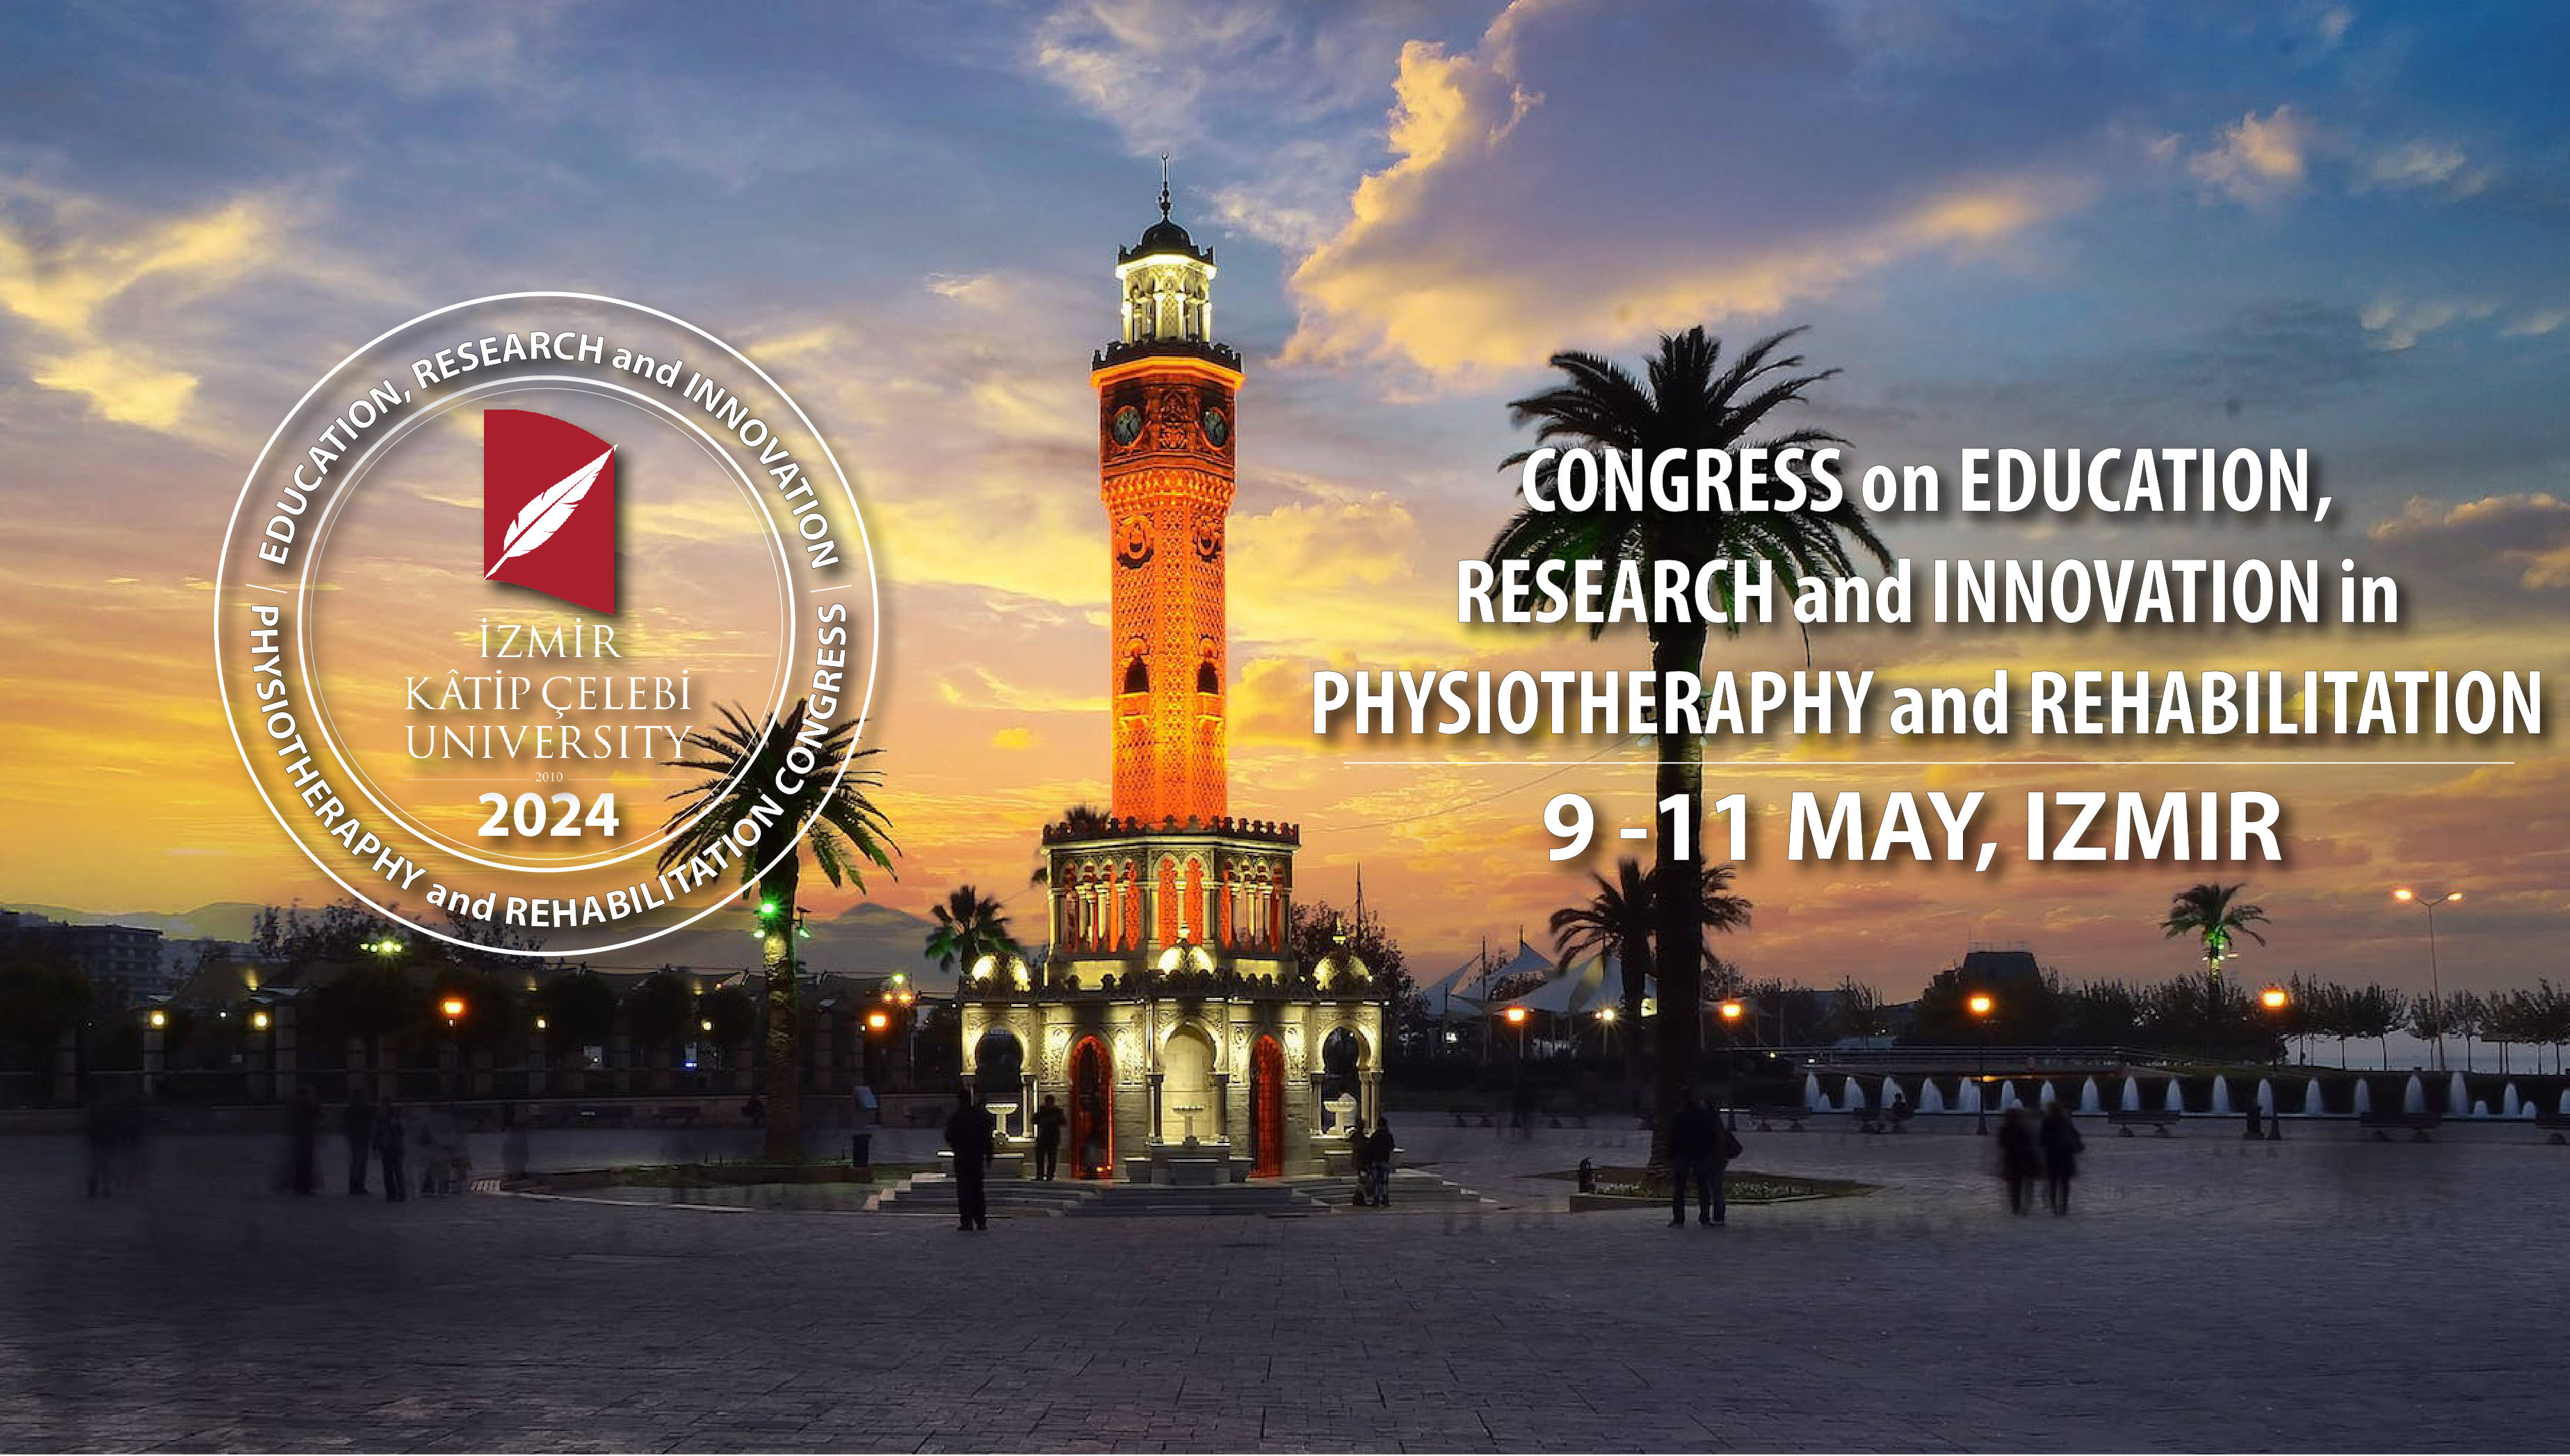 EDUCATION, RESEARCH and INNOVATION
PHYSIOTHERAPHY and REHABILITATION CONGRESS
İZMİR
KÂTİP ÇELEBİ
UNIVERSITY
2010
2024
CONGRESS on EDUCATION,
RESEARCH and INNOVATION in
PHYSIOTHERAPHY and REHABILITATION
9 -11 MAY, IZMIR